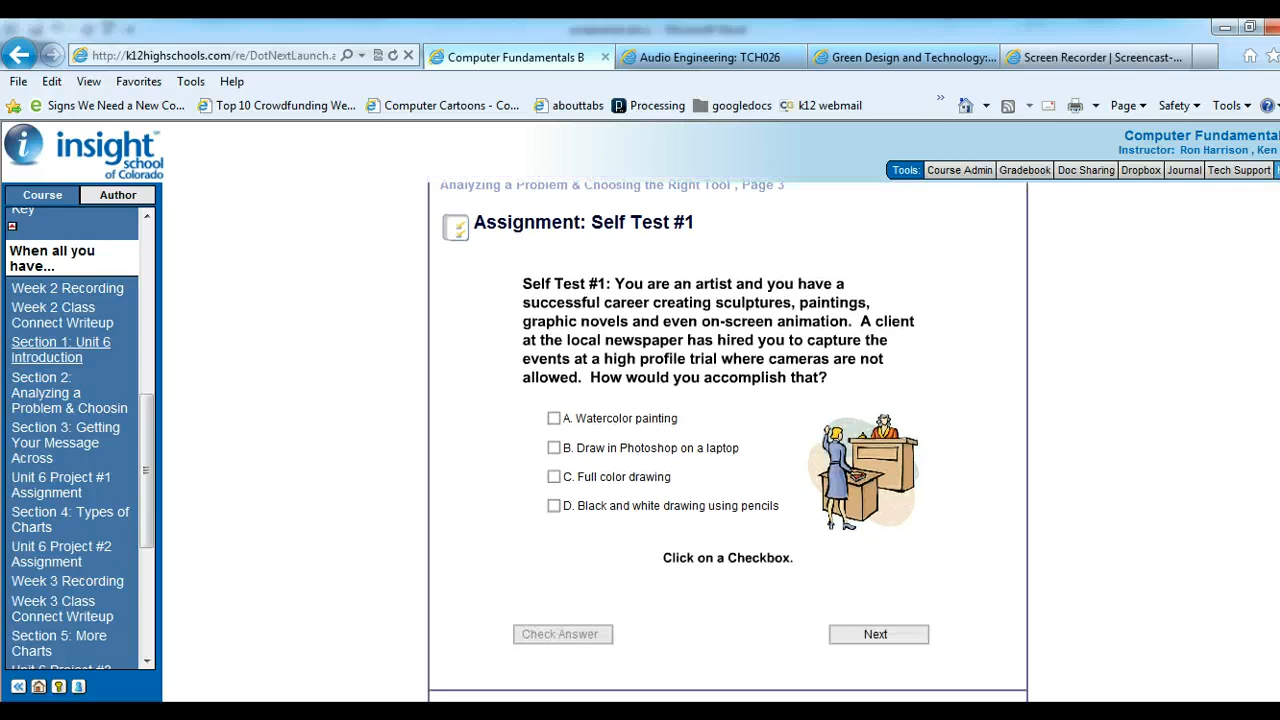 http://k12highschools.com/re/DotNextLaunch.a
Computer Fundamentals B
Audio Engineering: TCH026
Green Design and Technology:...
Screen Recorder | Screencast-...
File Edit View Favorites Tools Help
Signs We Need a New Co...
Top 10 Crowdfunding We...
Computer Cartoons - Co...
abouttabs
Processing
googledocs
k12 webmail
Page
Safety
Tools
insight
school
of Colorado
Computer Fundamental
Instructor: Ron Harrison , Ken
Tools: Course Admin Gradebook Doc Sharing Dropbox Journal Tech Support
Course Author
Key
When all you
have...
Week 2 Recording
Week 2 Class
Connect Writeup
Section 1: Unit 6
Introduction
Section 2:
Analyzing a
Problem & Choosin
Section 3: Getting
Your Message
Across
Unit 6 Project #1
Assignment
Section 4: Types of
Charts
Unit 6 Project #2
Assignment
Week 3 Recording
Week 3 Class
Connect Writeup
Section 5: More
Charts
Unit 6 Project #3
Analyzing a Problem & Choosing the Right Tool , Page 3
Assignment: Self Test #1
Self Test #1: You are an artist and you have a
successful career creating sculptures, paintings,
graphic novels and even on-screen animation. A client
at the local newspaper has hired you to capture the
events at a high profile trial where cameras are not
allowed. How would you accomplish that?
A. Watercolor painting
B. Draw in Photoshop on a laptop
C. Full color drawing
D. Black and white drawing using pencils
Click on a Checkbox.
Check Answer
Next